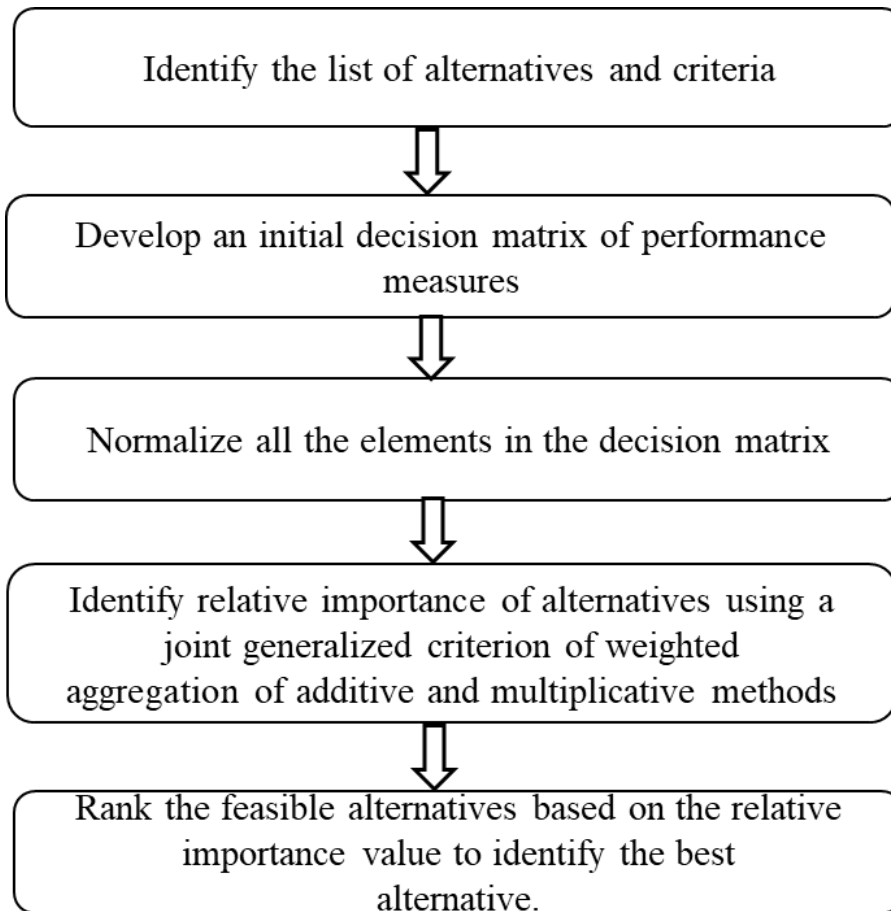 Identify the list of alternatives and criteria
Develop an initial decision matrix of performance
measures
Normalize all the elements in the decision matrix
Identify relative importance of alternatives using a
joint generalized criterion of weighted
aggregation of additive and multiplicative methods
Rank the feasible alternatives based on the relative
importance value to identify the best
alternative.